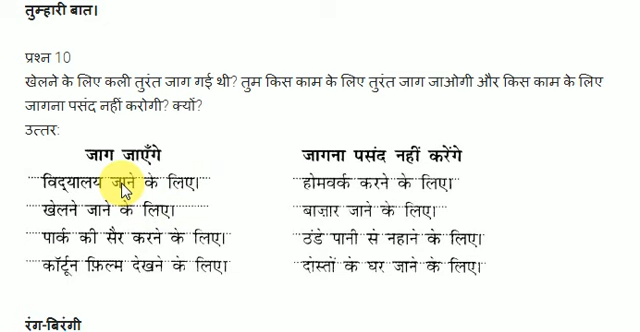 तुम्हारी बात।
प्रश्न 10
खेलने के लिए कली तुरंत जाग गई थी? तुम किस काम के लिए तुरंत जाग जाओगी और किस काम के लिए
जागना पसंद नहीं करोगी? क्यों?
उत्तर:
जाग जाएँगे
जागना पसंद नहीं करेंगे
विद्यालय जाने के लिए।
होमवर्क करने के लिए।
खेलने जाने के लिए।
बाज़ार जाने के लिए।
पार्क की सैर करने के लिए।
ठंडे पानी से नहाने के लिए।
कॉर्टून फ़िल्म देखने के लिए।
दोस्तों के घर जाने के लिए।
रंग-बिरंगी